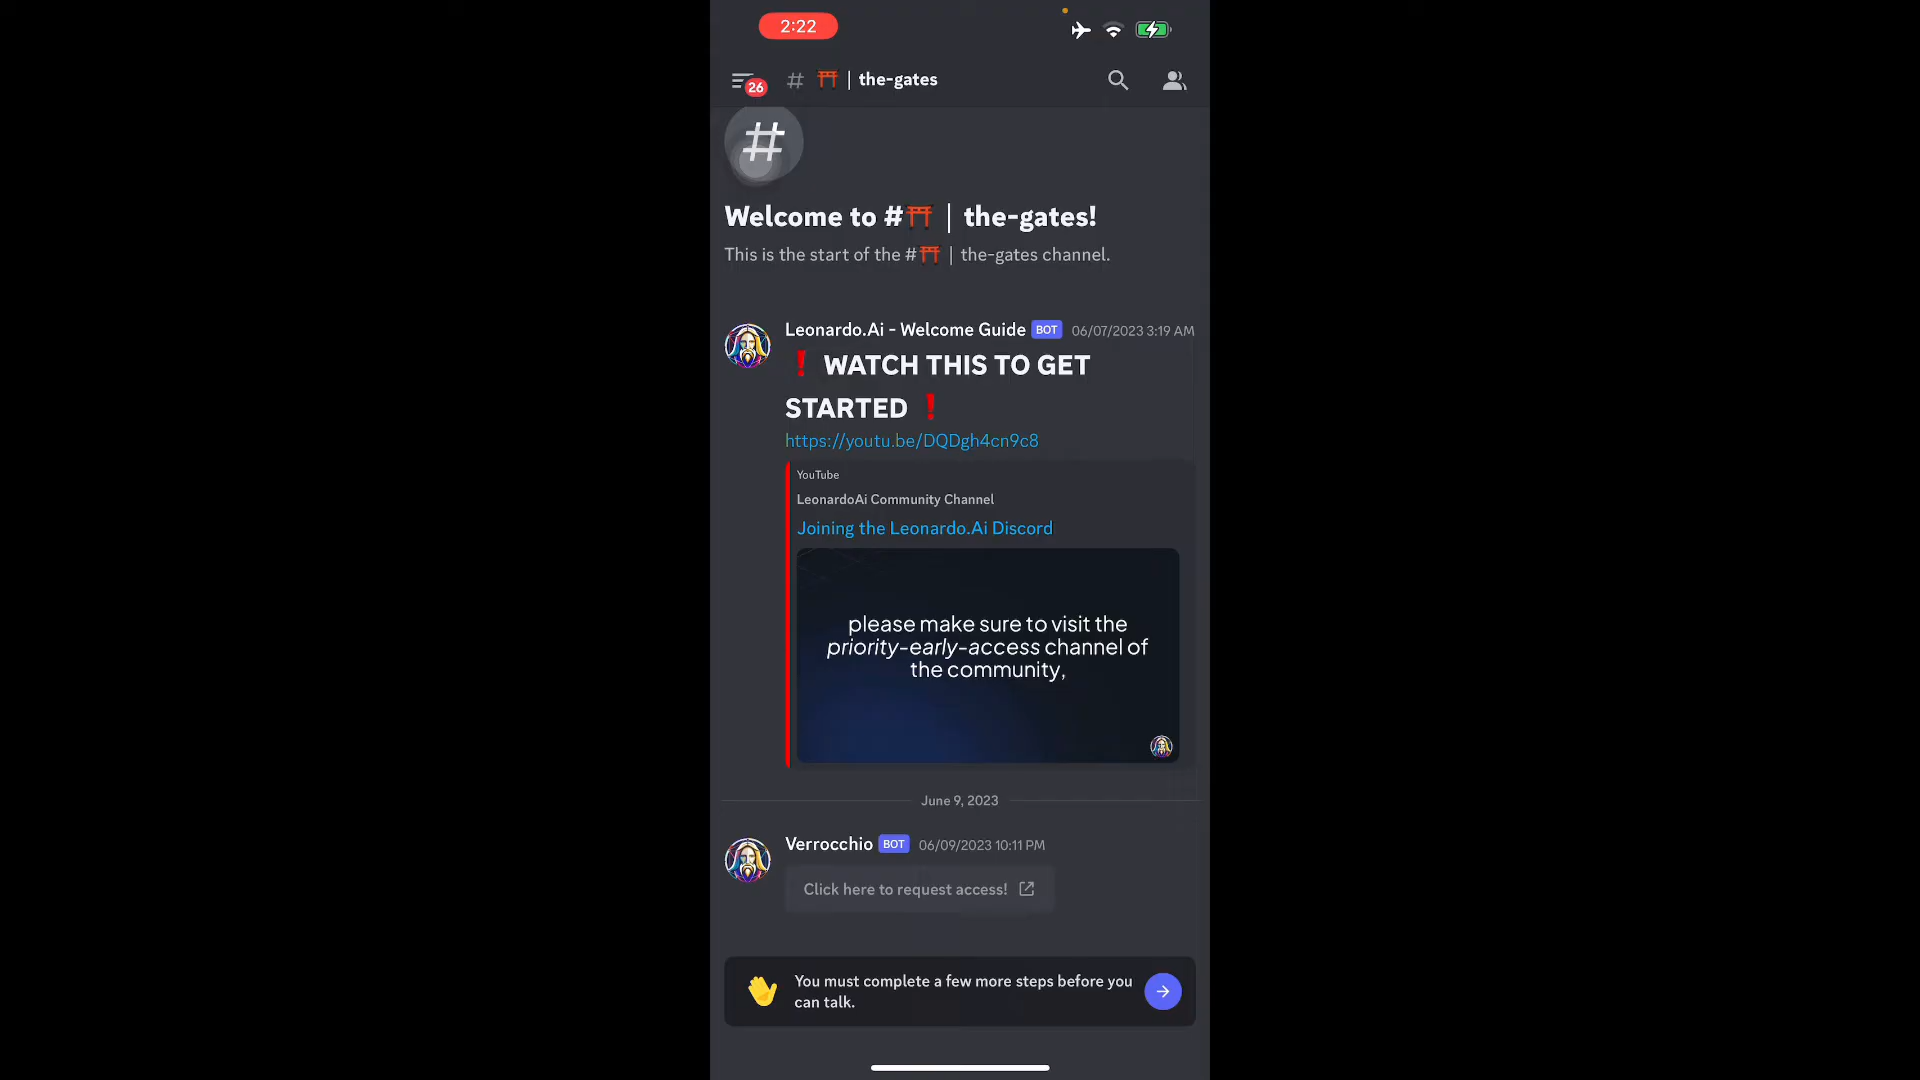 2:22
26
# ⛩ | the-gates
#
Welcome to #⛩ | the-gates!
This is the start of the #⛩ | the-gates channel.
Leonardo.Ai - Welcome Guide BOT 06/07/2023 3:19 AM
❗ WATCH THIS TO GET
STARTED ❗
https://youtu.be/DQDgh4cn9c8
YouTube
LeonardoAi Community Channel
Joining the Leonardo.Ai Discord
please make sure to visit the
priority-early-access channel of
the community,
June 9, 2023
Verrocchio BOT 06/09/2023 10:11 PM
Click here to request access!
👋 You must complete a few more steps before you
can talk.